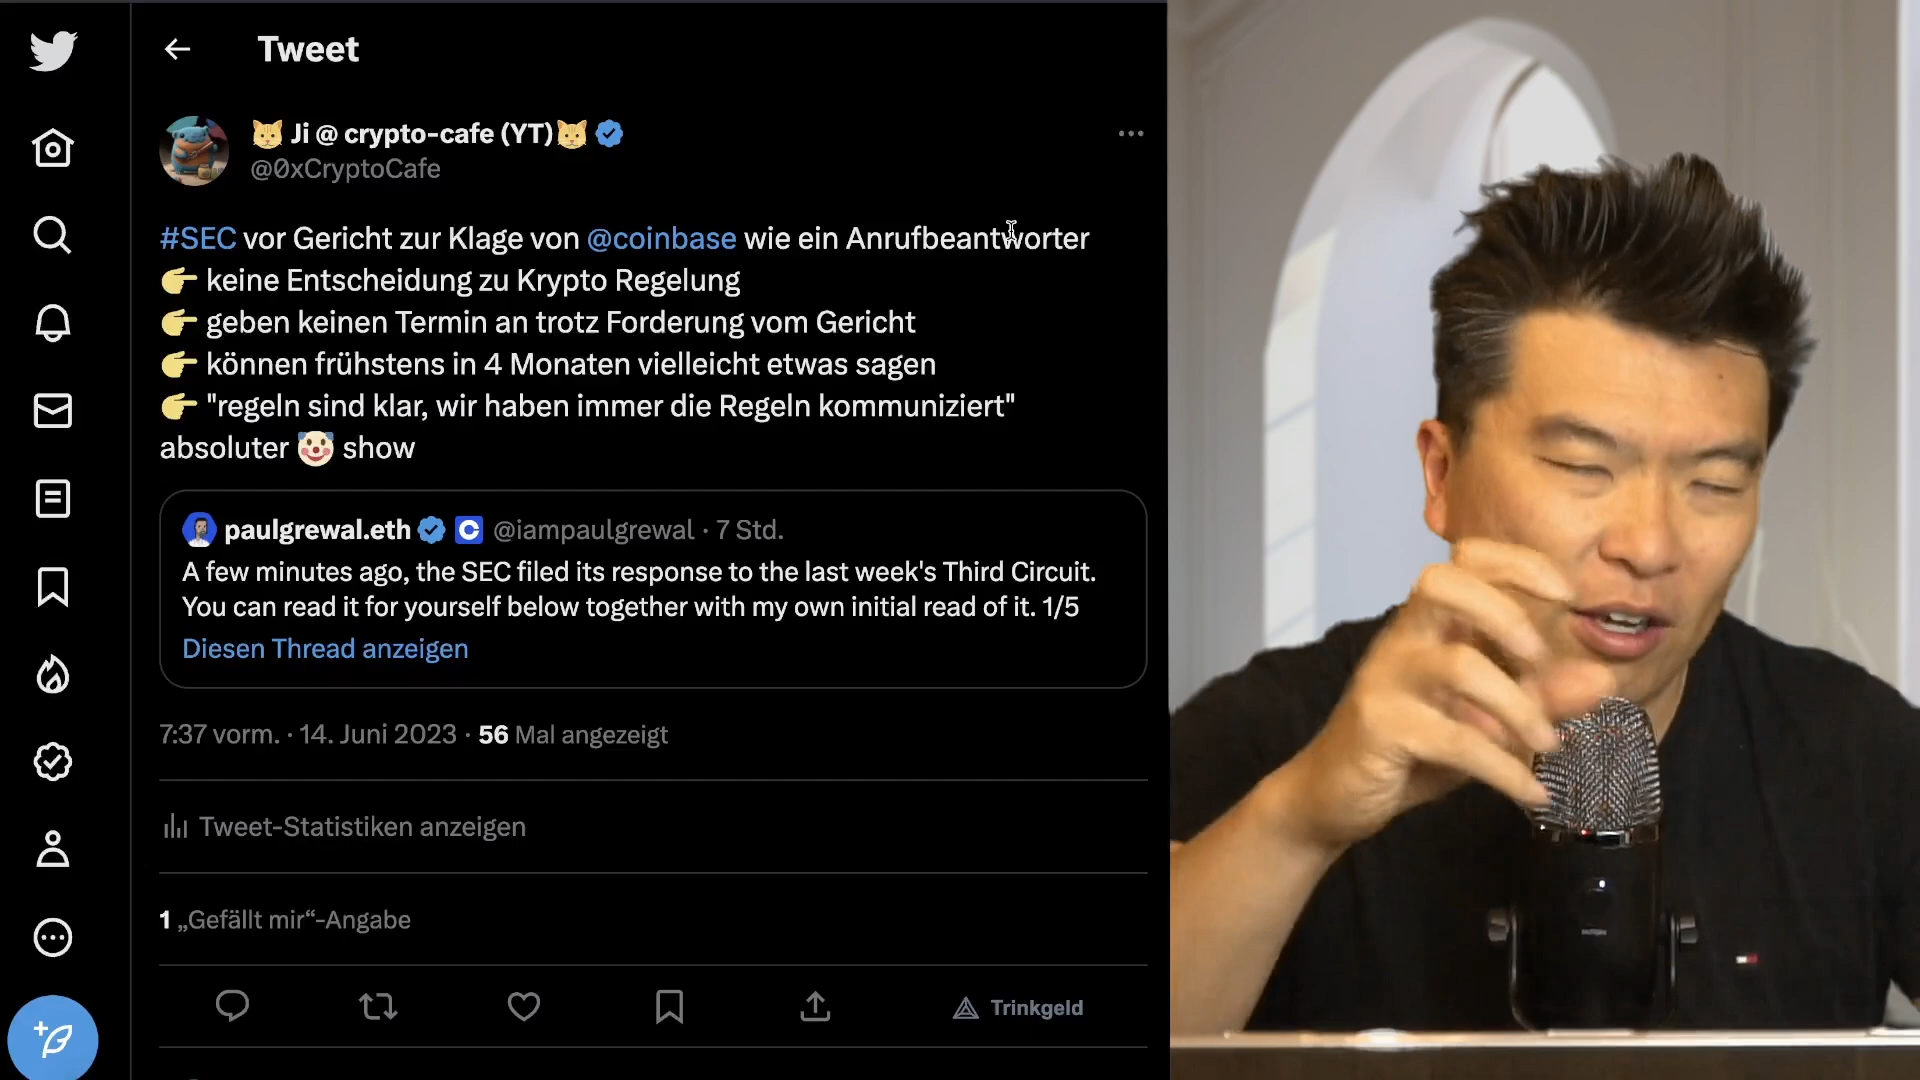 Tweet
🐱 Ji @ crypto-cafe (YT)🐱
@0xCryptoCafe
#SEC vor Gericht zur Klage von @coinbase wie ein Anrufbeantworter
👉 keine Entscheidung zu Krypto Regelung
👉 geben keinen Termin an trotz Forderung vom Gericht
👉 können frühstens in 4 Monaten vielleicht etwas sagen
👉 "regeln sind klar, wir haben immer die Regeln kommuniziert"
absoluter 🤡 show
paulgrewal.eth @iampaulgrewal · 7 Std.
A few minutes ago, the SEC filed its response to the last week's Third Circuit.
You can read it for yourself below together with my own initial read of it. 1/5
Diesen Thread anzeigen
7:37 vorm. · 14. Juni 2023 · 56 Mal angezeigt
Tweet-Statistiken anzeigen
1 „Gefällt mir“-Angabe
Trinkgeld